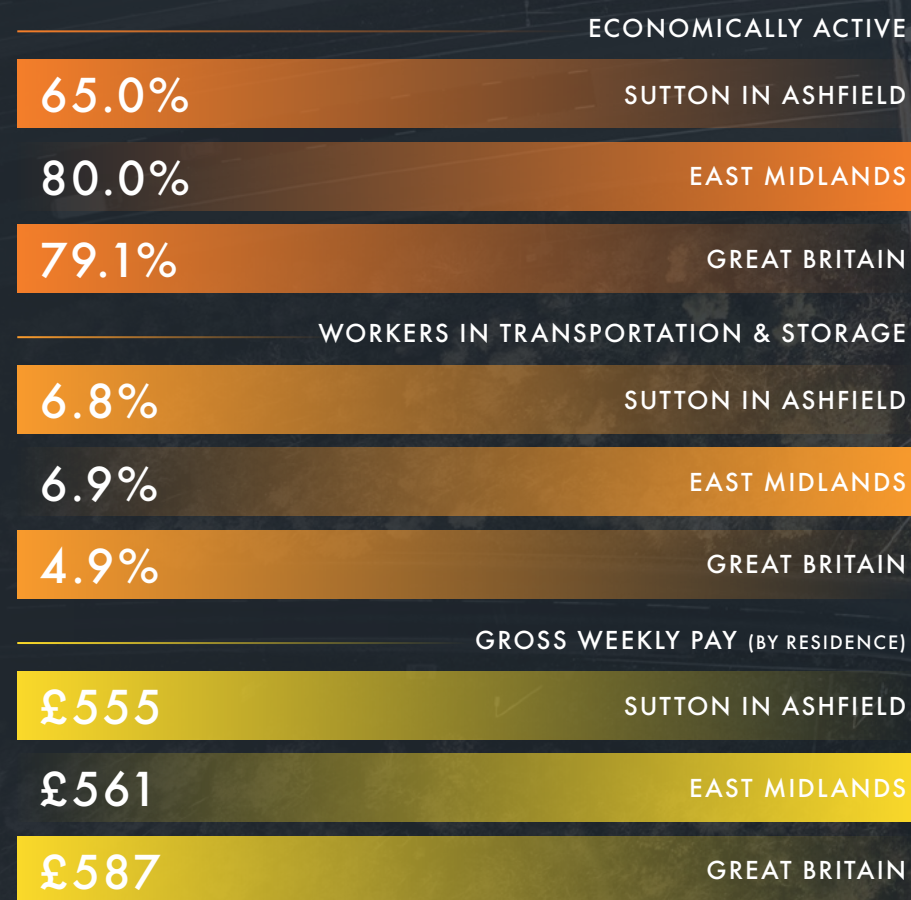 ECONOMICALLY ACTIVE
65.0% SUTTON IN ASHFIELD
80.0% EAST MIDLANDS
79.1% GREAT BRITAIN
WORKERS IN TRANSPORTATION & STORAGE
6.8% SUTTON IN ASHFIELD
6.9% EAST MIDLANDS
4.9% GREAT BRITAIN
GROSS WEEKLY PAY (BY RESIDENCE)
£555 SUTTON IN ASHFIELD
£561 EAST MIDLANDS
£587 GREAT BRITAIN